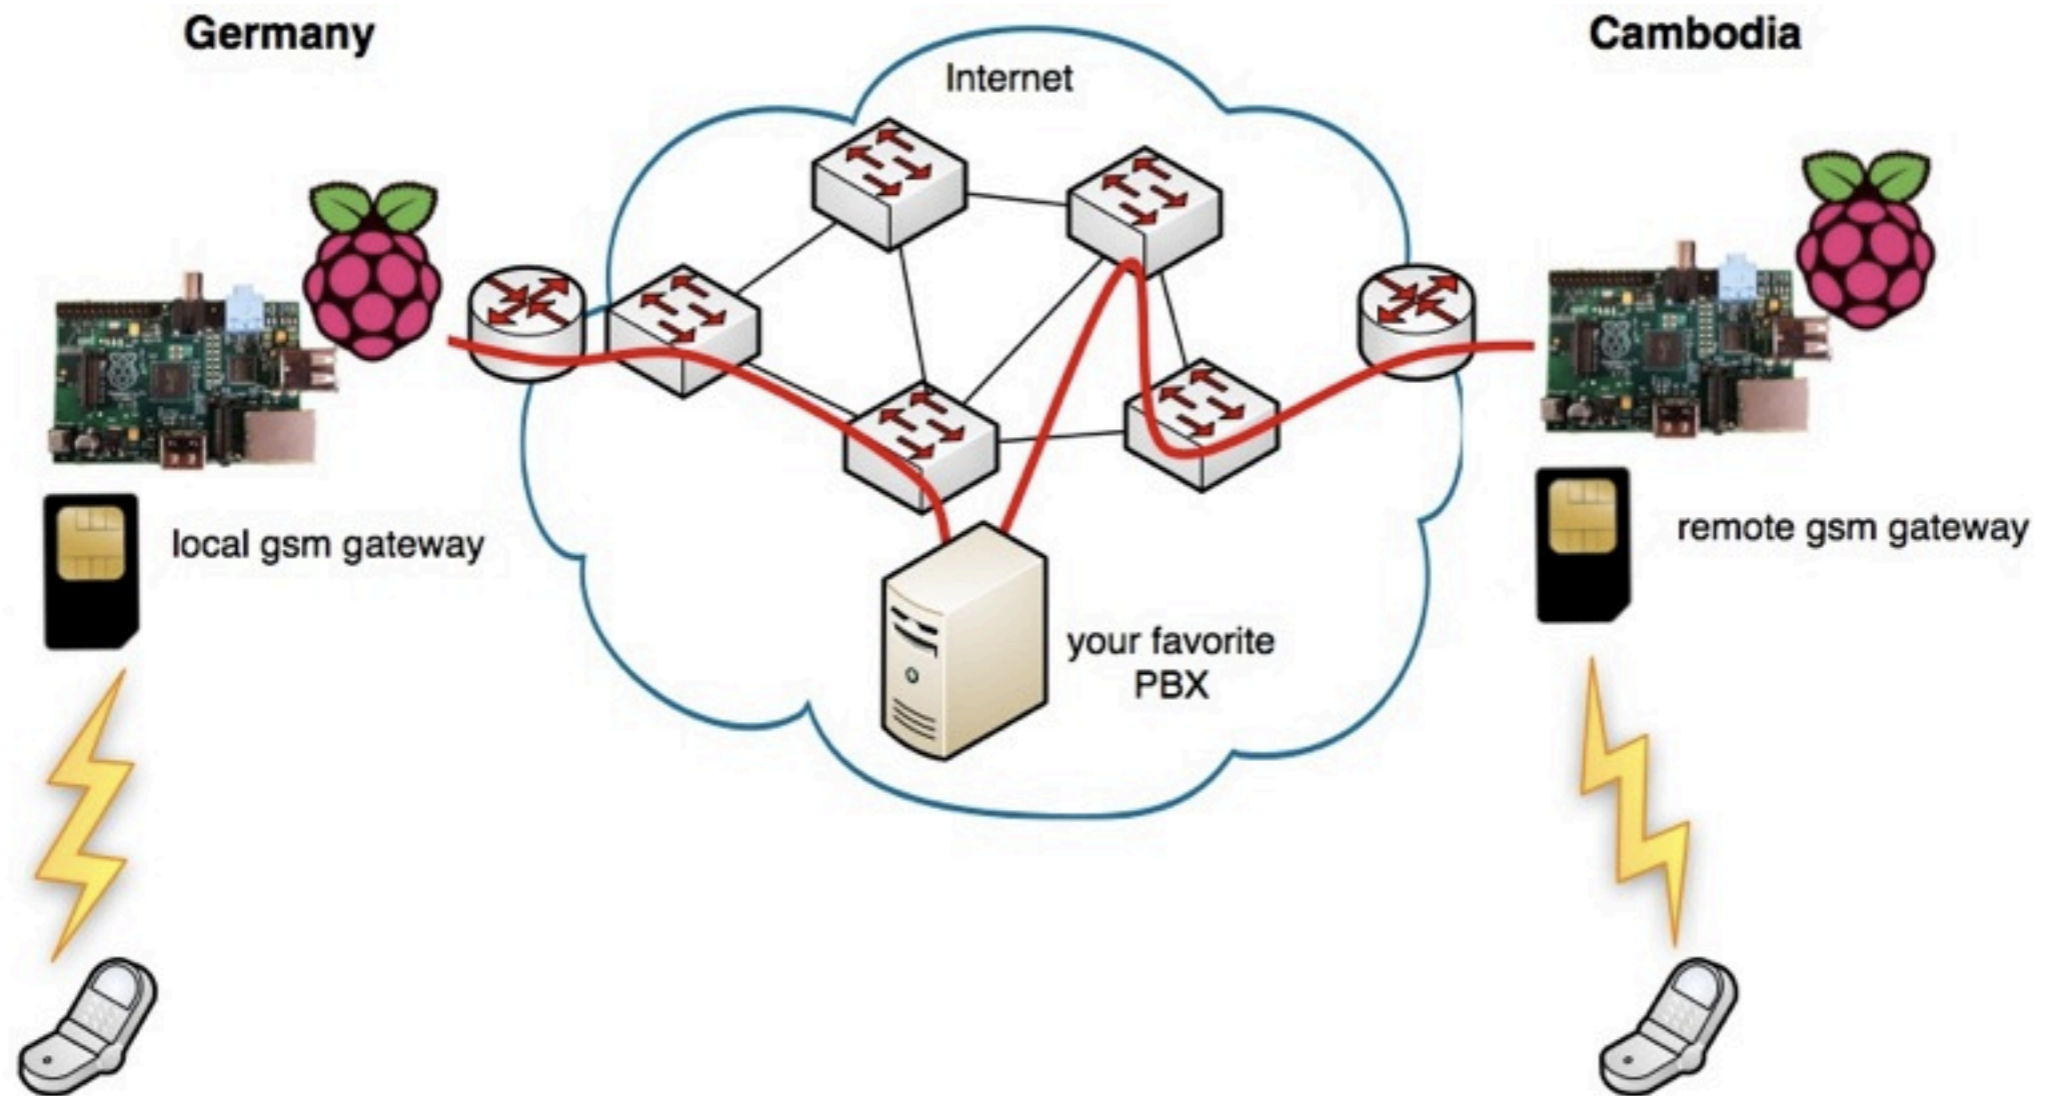 Germany
Cambodia
Internet
local gsm gateway
remote gsm gateway
your favorite
PBX